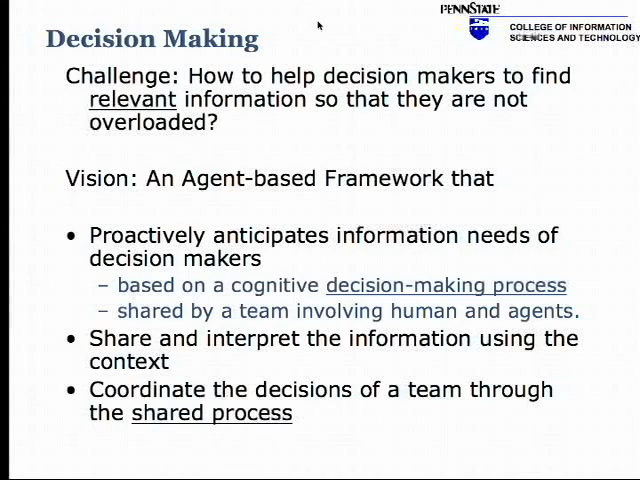 PENNSTATE
COLLEGE OF INFORMATION
SCIENCES AND TECHNOLOGY
Decision Making
Challenge: How to help decision makers to find
relevant information so that they are not
overloaded?
Vision: An Agent-based Framework that
• Proactively anticipates information needs of
decision makers
– based on a cognitive decision-making process
– shared by a team involving human and agents.
• Share and interpret the information using the
context
• Coordinate the decisions of a team through
the shared process